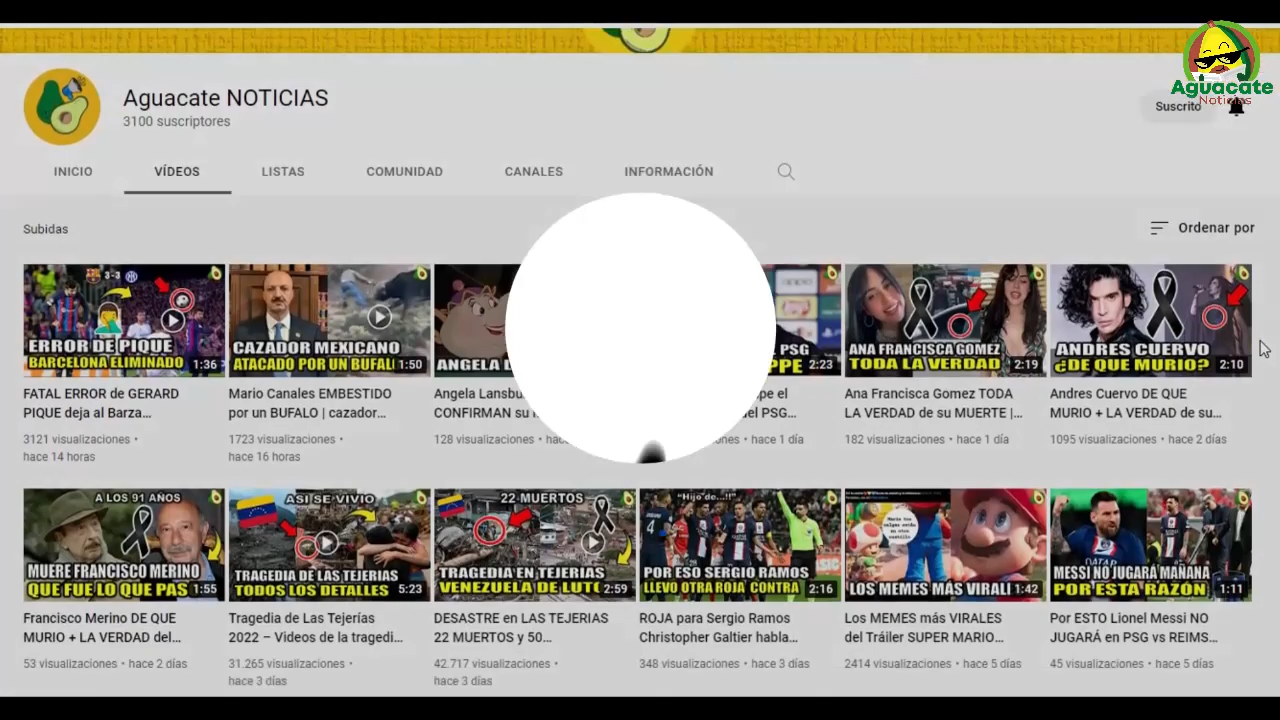 Aguacate
Noticias
Aguacate NOTICIAS
3100 suscriptores
Suscrito
INICIO
VÍDEOS
LISTAS
COMUNIDAD
CANALES
INFORMACIÓN
Subidas
Ordenar por
3-3
ERROR DE PIQUE
BARCELONA ELIMINADO
1:36
CAZADOR MEXICANO
ATACADO POR UN BUFAL
1:50
ANGELA
PSG
PPE
2:23
ANA FRANCISCA GOMEZ
TODA LA VERDAD
2:19
ANDRES CUERVO
¿DE QUE MURIO?
2:10
FATAL ERROR de GERARD
PIQUE deja al Barza...
3121 visualizaciones •
hace 14 horas
Mario Canales EMBESTIDO
por un BUFALO | cazador...
1723 visualizaciones •
hace 16 horas
Angela Lansbu
CONFIRMAN su
128 visualizaciones •
pe el
del PSG...
• hace 1 día
Ana Francisca Gomez TODA
LA VERDAD de su MUERTE |...
182 visualizaciones • hace 1 día
Andres Cuervo DE QUE
MURIO + LA VERDAD de su...
1095 visualizaciones • hace 2 días
A LOS 91 AÑOS
MUERE FRANCISCO MERINO
QUE FUE LO QUE PAS
1:55
ASI SE VIVIO
TRAGEDIA DE LAS TEJERIAS
TODOS LOS DETALLES
5:23
22 MUERTOS
TRAGEDIA EN TEJERIAS
VENEZUELA DE LUTO
2:59
"Hijo de...!!"
POR ESO SERGIO RAMOS
LLEVO OTRA ROJA CONTRA
2:16
LOS MEMES MÁS VIRALI
1:42
MESSI NO JUGARÁ MAÑANA
POR ESTA RAZÓN
1:11
Francisco Merino DE QUE
MURIO + LA VERDAD del...
53 visualizaciones • hace 2 días
Tragedia de Las Tejerías
2022 – Videos de la tragedi...
31.265 visualizaciones •
hace 3 días
DESASTRE en LAS TEJERIAS
22 MUERTOS y 50...
42.717 visualizaciones •
hace 3 días
ROJA para Sergio Ramos
Christopher Galtier habla...
348 visualizaciones • hace 3 días
Los MEMES más VIRALES
del Tráiler SUPER MARIO...
2414 visualizaciones • hace 5 días
Por ESTO Lionel Messi NO
JUGARÁ en PSG vs REIMS...
45 visualizaciones • hace 5 días